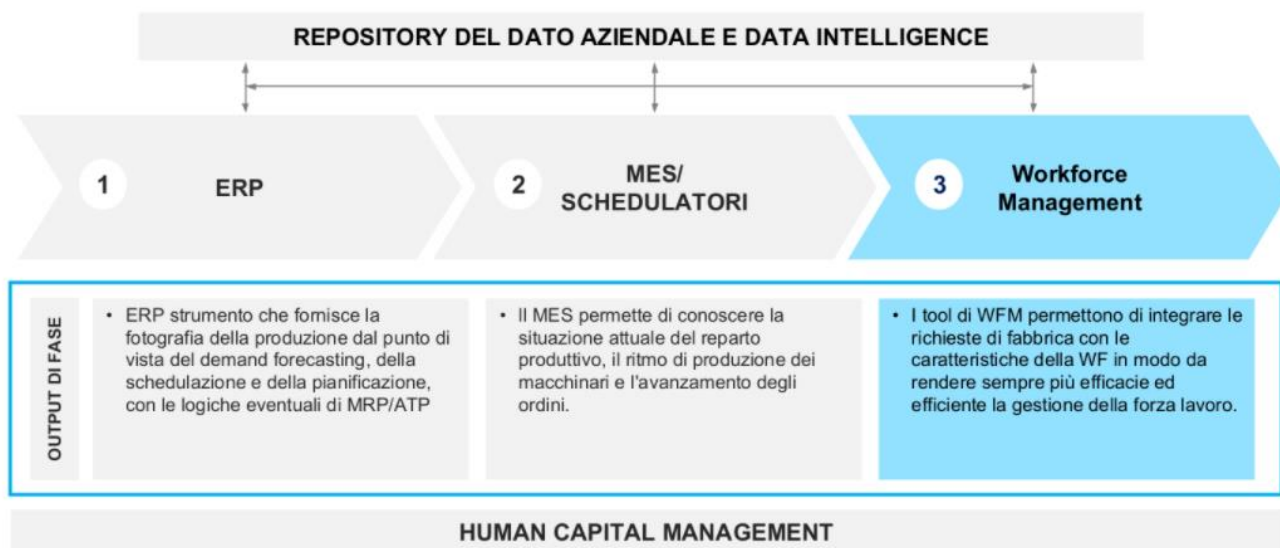 REPOSITORY DEL DATO AZIENDALE E DATA INTELLIGENCE
1
ERP
2
MES/
SCHEDULATORI
3
Workforce
Management
OUTPUT DI FASE
• ERP strumento che fornisce la
fotografia della produzione dal punto di
vista del demand forecasting, della
schedulazione e della pianificazione,
con le logiche eventuali di MRP/ATP
• Il MES permette di conoscere la
situazione attuale del reparto
produttivo, il ritmo di produzione dei
macchinari e l'avanzamento degli
ordini.
• I tool di WFM permettono di integrare le
richieste di fabbrica con le
caratteristiche della WF in modo da
rendere sempre più efficacie ed
efficiente la gestione della forza lavoro.
HUMAN CAPITAL MANAGEMENT